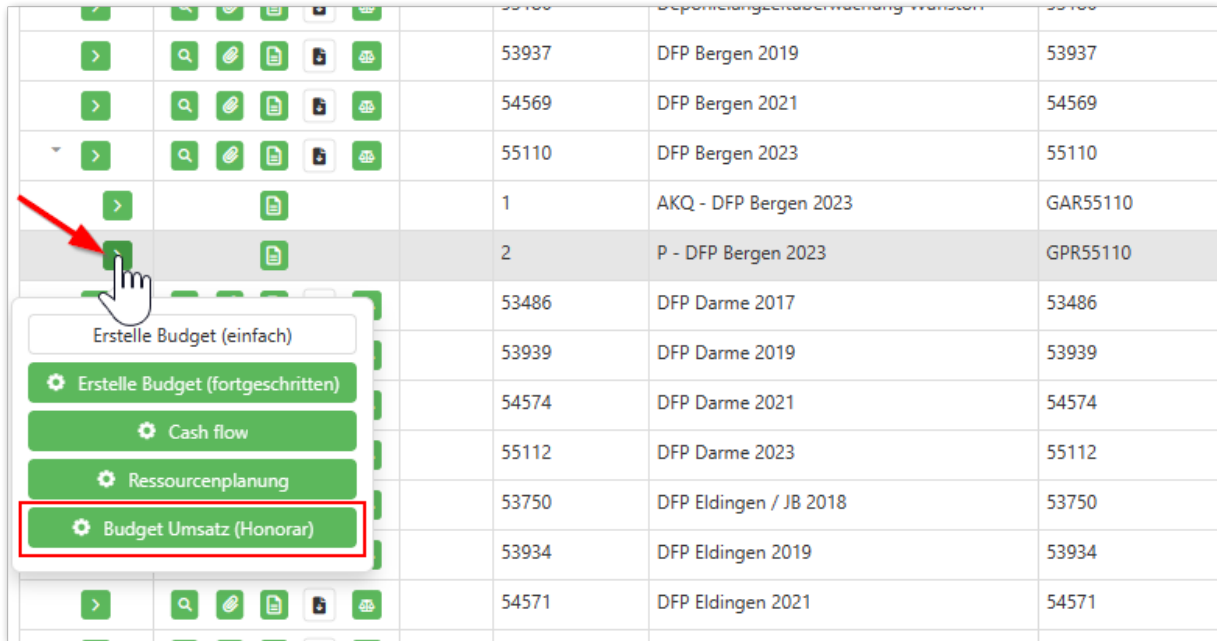 53937 DFP Bergen 2019 53937
54569 DFP Bergen 2021 54569
55110 DFP Bergen 2023 55110
1 AKQ - DFP Bergen 2023 GAR55110
2 P - DFP Bergen 2023 GPR55110
53486 DFP Darme 2017 53486
Erstelle Budget (einfach)
53939 DFP Darme 2019 53939
Erstelle Budget (fortgeschritten)
54574 DFP Darme 2021 54574
Cash flow
55112 DFP Darme 2023 55112
Ressourcenplanung
53750 DFP Eldingen / JB 2018 53750
Budget Umsatz (Honorar)
53934 DFP Eldingen 2019 53934
54571 DFP Eldingen 2021 54571